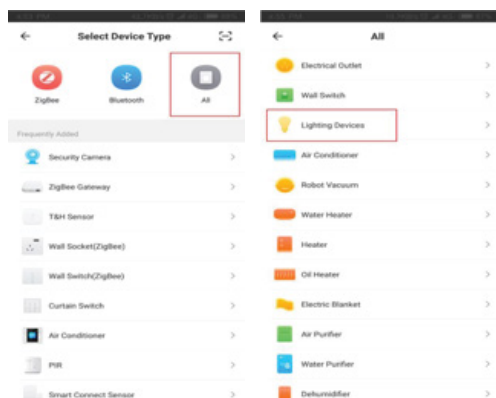 Select Device Type
ZigBee
Bluetooth
All
Frequently Added
Security Camera
ZigBee Gateway
T&H Sensor
Wall Socket(ZigBee)
Wall Switch(ZigBee)
Curtain Switch
Air Conditioner
PIR
Smart Connect Sensor
All
Electrical Outlet
Wall Switch
Lighting Devices
Air Conditioner
Robot Vacuum
Water Heater
Heater
Oil Heater
Electric Blanket
Air Purifier
Water Purifier
Dehumidifier